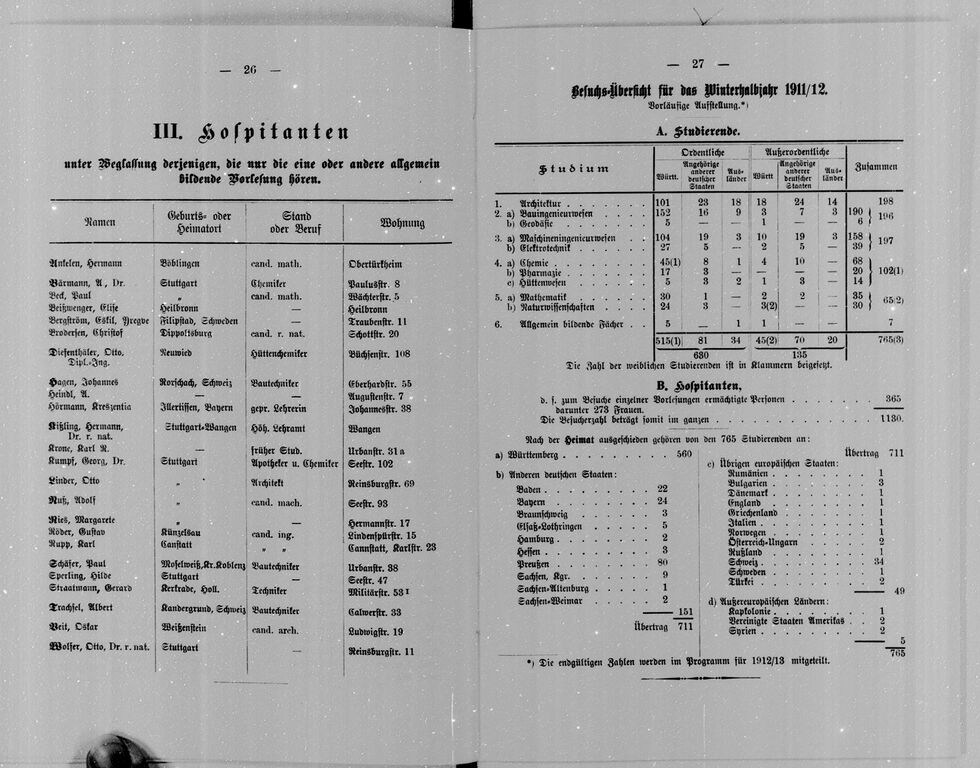 — 26 —
III. Hospitanten
unter Weglassung derjenigen, die nur die eine oder andere allgemein
bildende Vorlesung hören.
Namen | Geburts- oder Heimatort | Stand oder Beruf | Wohnung
Ankelen, Hermann | Böblingen | cand. math. | Obertürkheim
Bärmann, A., Dr. | Stuttgart | Chemiker | Paulusstr. 8
Beck, Paul | „ | cand. math. | Wächterstr. 5
Beißwenger, Elise | Heilbronn | — | Heilbronn
Bergström, Eskil, Yregve | Filipstad, Schweden | — | Traubenstr. 11
Brodersen, Christof | Dippoltsburg | cand. r. nat. | Schottstr. 20
Diesenthäler, Otto, | Neuwied | Hüttenchemiker | Büchsenstr. 108
Dipl.-Ing.
Hagen, Johannes | Rorschach, Schweiz | Bautechniker | Eberhardstr. 55
Heindl, A. | — | — | Augustenstr. 7
Hörmann, Kreszentia | Illertissen, Bayern | gepr. Lehrerin | Johannesstr. 38
Kißling, Hermann, | Stuttgart-Wangen | Höh. Lehramt | Wangen
Dr. r. nat.
Krone, Karl R. | — | früher Stud. | Urbanstr. 31a
Kumpf, Georg, Dr. | Stuttgart | Apotheker u. Chemiker | Seestr. 102
Linder, Otto | „ | Architekt | Reinsburgstr. 69
Nuß, Adolf | „ | cand. mach. | Seestr. 93
Ries, Margarete | „ | — | Hermannstr. 17
Röder, Gustav | Künzelsau | cand. ing. | Lindenspürstr. 15
Rupp, Karl | Canstatt | „ „ | Cannstatt, Karlstr. 23
Schäfer, Paul | Moselweiß, Kr. Koblenz | Bautechniker | Urbanstr. 38
Sperling, Hilde | Stuttgart | — | Seestr. 47
Straatmann, Gerard | Kerkrade, Holl. | Techniker | Militärstr. 53 I
Trachsel, Albert | Kandergrund, Schweiz | Bautechniker | Calwerstr. 33
Veit, Oskar | Weißenstein | cand. arch. | Ludwigstr. 19
Wolfer, Otto, Dr. r. nat. | Stuttgart | — | Reinsburgstr. 11
— 27 —
Besuchs-Übersicht für das Winterhalbjahr 1911/12.
Vorläufige Aufstellung.*)
A. Studierende.
Studium | Ordentliche | Außerordentliche | Zusammen
Württ. | Angehörige anderer deutscher Staaten | Ausländer | Württ. | Angehörige anderer deutscher Staaten | Ausländer
1. Architektur . . . . . . | 101 | 23 | 18 | 18 | 24 | 14 | 198
2. a) Bauingenieurwesen . . . . | 152 | 16 | 9 | 3 | 7 | 3 | 190 } 196
b) Geodäsie . . . . . . | 5 | — | — | 1 | — | — | 6
3. a) Maschineningenieurwesen . . | 104 | 19 | 3 | 10 | 19 | 3 | 158 } 197
b) Elektrotechnik . . . . . | 27 | 5 | — | 2 | 5 | — | 39
4. a) Chemie . . . . . . | 45(1) | 8 | 1 | 4 | 10 | — | 68
b) Pharmazie . . . . . . | 17 | 3 | — | — | — | — | 20 } 102(1)
c) Hüttenwesen . . . . . | 5 | 3 | 2 | 1 | 3 | — | 14
5. a) Mathematik . . . . . | 30 | 1 | — | 2 | 2 | — | 35 } 65(2)
b) Naturwissenschaften . . . . | 24 | 3 | — | 3(2) | — | — | 30
6. Allgemein bildende Fächer . . | 5 | — | 1 | 1 | — | — | 7
515(1) | 81 | 34 | 45(2) | 70 | 20 | 765(3)
630 | 135
Die Zahl der weiblichen Studierenden ist in Klammern beigesetzt.
B. Hospitanten,
d. s. zum Besuche einzelner Vorlesungen ermächtigte Personen . . . . . . . 365
darunter 273 Frauen.
Die Besucherzahl beträgt somit im ganzen . . . . . . . . . . . 1130.
Nach der Heimat ausgeschieden gehören von den 765 Studierenden an:
a) Württemberg . . . . . . . 560
b) Anderen deutschen Staaten:
Baden . . . . . . . . 22
Bayern . . . . . . . . 24
Braunschweig . . . . . . 3
Elsaß-Lothringen . . . . . 5
Hamburg . . . . . . . 2
Hessen . . . . . . . . 3
Preußen . . . . . . . 80
Sachsen, Kgr. . . . . . . 9
Sachsen-Altenburg . . . . . 1
Sachsen-Weimar . . . . . 2
151
Übertrag 711
Übertrag 711
c) Übrigen europäischen Staaten:
Rumänien . . . . . . . 1
Bulgarien . . . . . . . 3
Dänemark . . . . . . . 1
England . . . . . . . 1
Griechenland . . . . . . 1
Italien . . . . . . . . 1
Norwegen . . . . . . . 1
Österreich-Ungarn . . . . . 2
Rußland . . . . . . . 1
Schweiz . . . . . . . . 34
Schweden . . . . . . . 1
Türkei . . . . . . . . 2
49
d) Außereuropäischen Ländern:
Kapkolonie . . . . . . . 1
Vereinigte Staaten Amerikas . . 2
Syrien . . . . . . . . 2
5
765
*) Die endgültigen Zahlen werden im Programm für 1912/13 mitgeteilt.